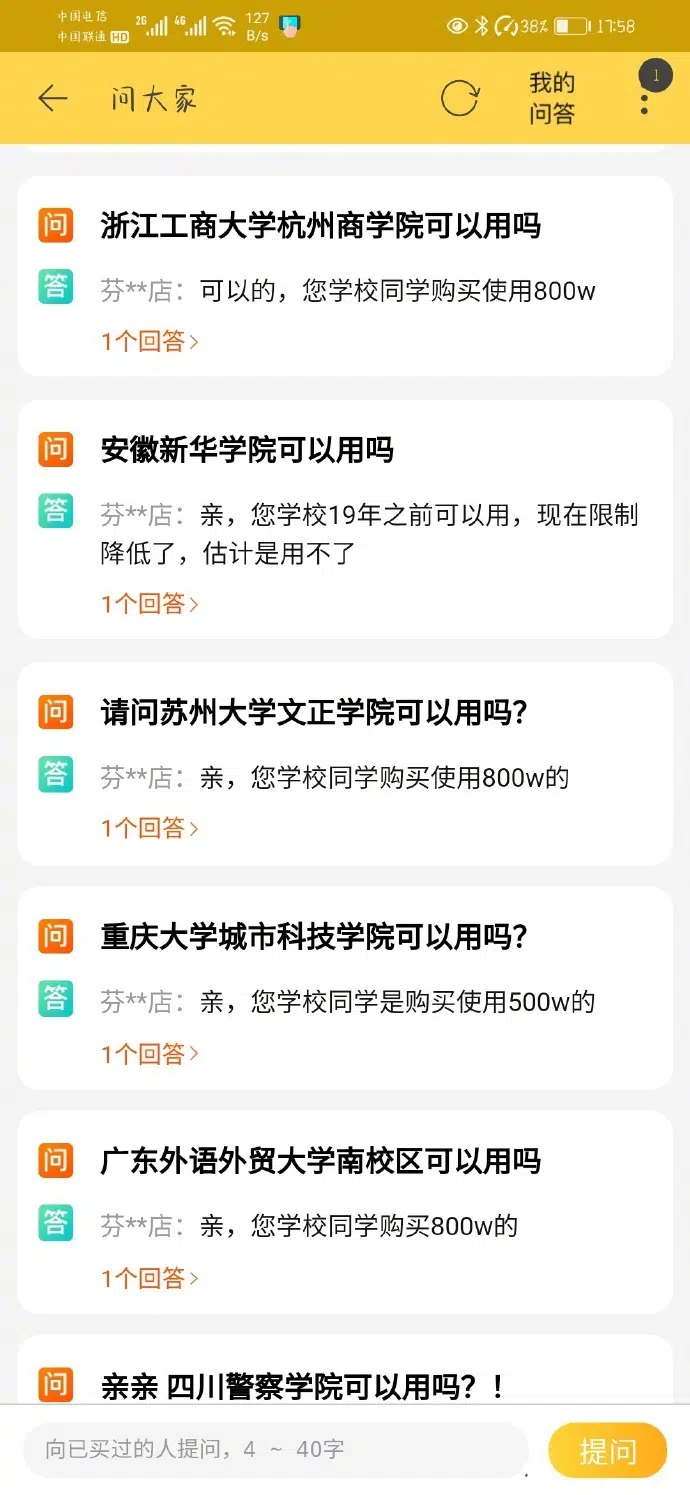 中国电信
中国联通 HD
2G 4G 127 B/s
38% 17:58
问大家
我的问答
1
问 浙江工商大学杭州商学院可以用吗
答 芬**店：可以的，您学校同学购买使用800w
1个回答>
问 安徽新华学院可以用吗
答 芬**店：亲，您学校19年之前可以用，现在限制
降低了，估计是用不了
1个回答>
问 请问苏州大学文正学院可以用吗？
答 芬**店：亲，您学校同学购买使用800w的
1个回答>
问 重庆大学城市科技学院可以用吗？
答 芬**店：亲，您学校同学是购买使用500w的
1个回答>
问 广东外语外贸大学南校区可以用吗
答 芬**店：亲，您学校同学购买800w的
1个回答>
问 亲亲 四川警察学院可以用吗？！
向已买过的人提问，4 ~ 40字
提问